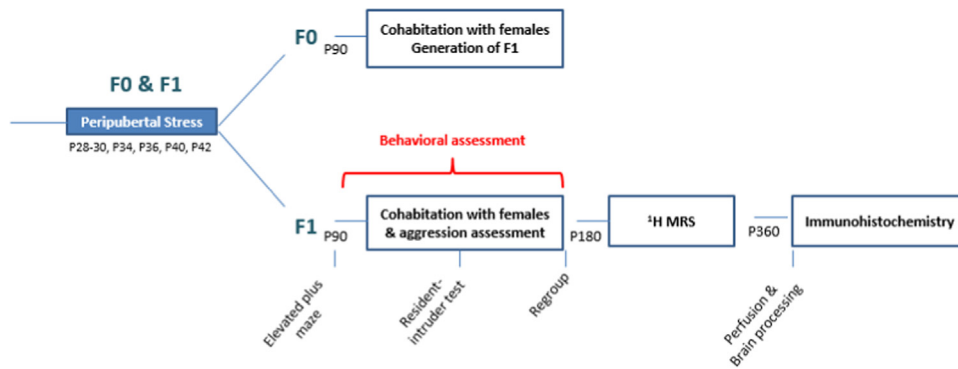 F0
P90
Cohabitation with females
Generation of F1
F0 & F1
Peripubertal Stress
P28-30, P34, P36, P40, P42
Behavioral assessment
F1
P90
Cohabitation with females
& aggression assessment
P180
¹H MRS
P360
Immunohistochemistry
Elevated plus
maze
Resident-
intruder test
Regroup
Perfusion &
Brain processing